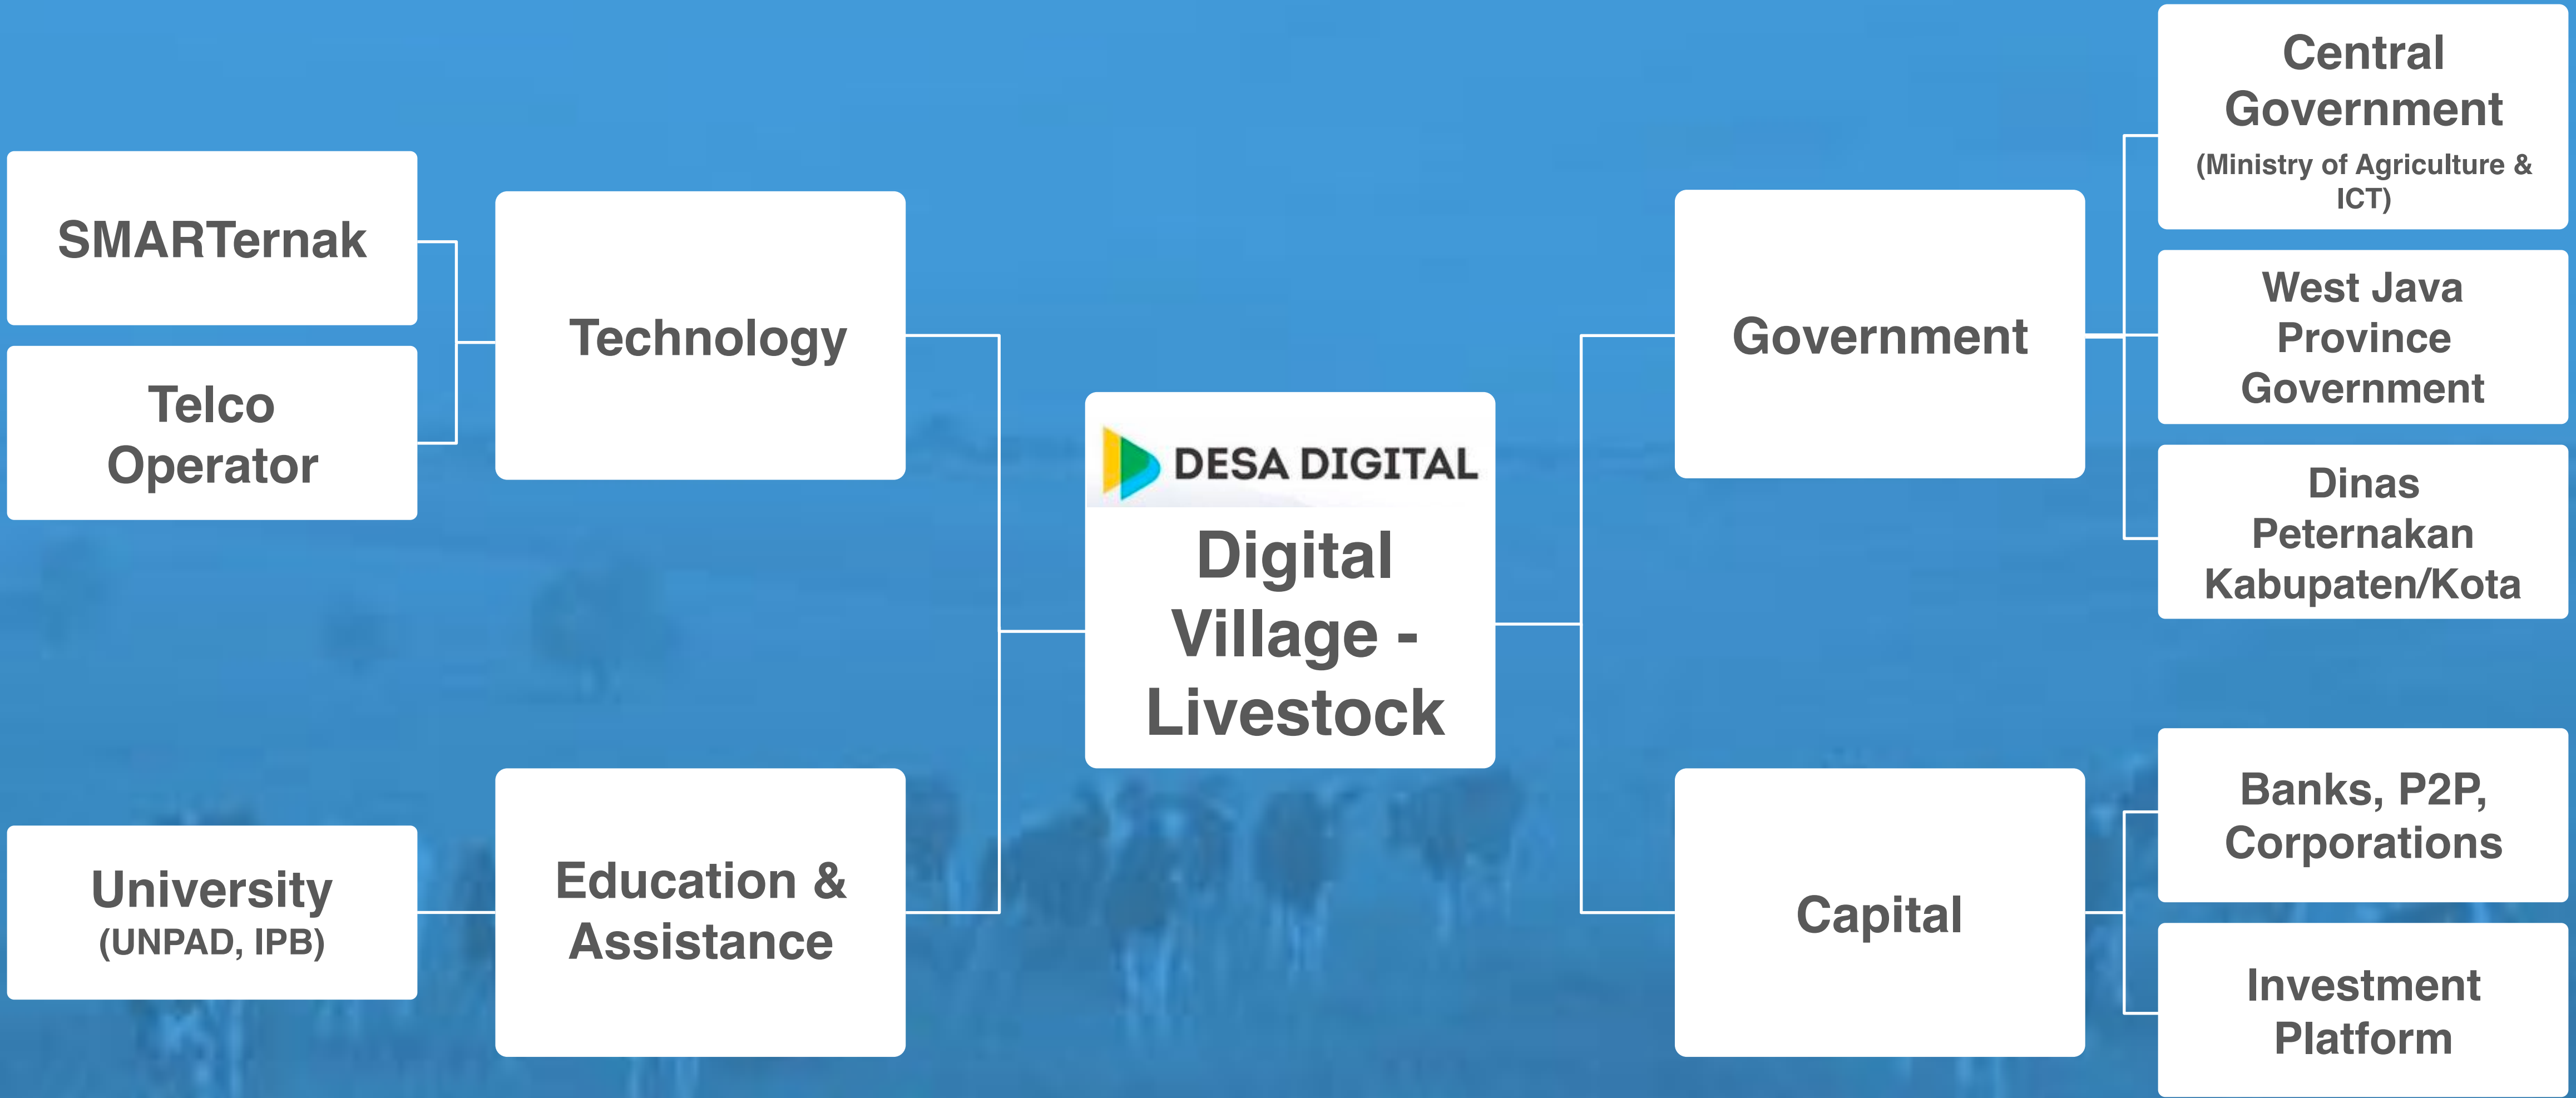 SMARTernak
Telco
Operator
Technology
University
(UNPAD, IPB)
Education &
Assistance
DESA DIGITAL
Digital
Village -
Livestock
Government
Central
Government
(Ministry of Agriculture &
ICT)
West Java
Province
Government
Dinas
Peternakan
Kabupaten/Kota
Capital
Banks, P2P,
Corporations
Investment
Platform